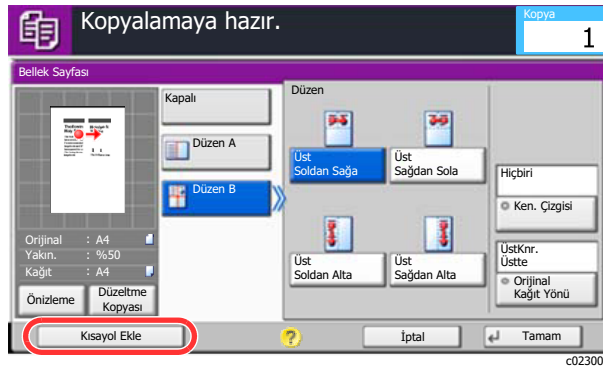 Kopyalamaya hazır.
Kopya
1
Bellek Sayfası
Kapalı
Düzen A
Düzen B
Düzen
Üst
Soldan Sağa
Üst
Sağdan Sola
Üst
Soldan Alta
Üst
Sağdan Alta
Hiçbiri
Ken. Çizgisi
ÜstKnr.
Üstte
Orijinal
Kağıt Yönü
Orijinal : A4
Yakın. : %50
Kağıt : A4
Önizleme
Düzeltme
Kopyası
Kısayol Ekle
?
İptal
Tamam
c02300